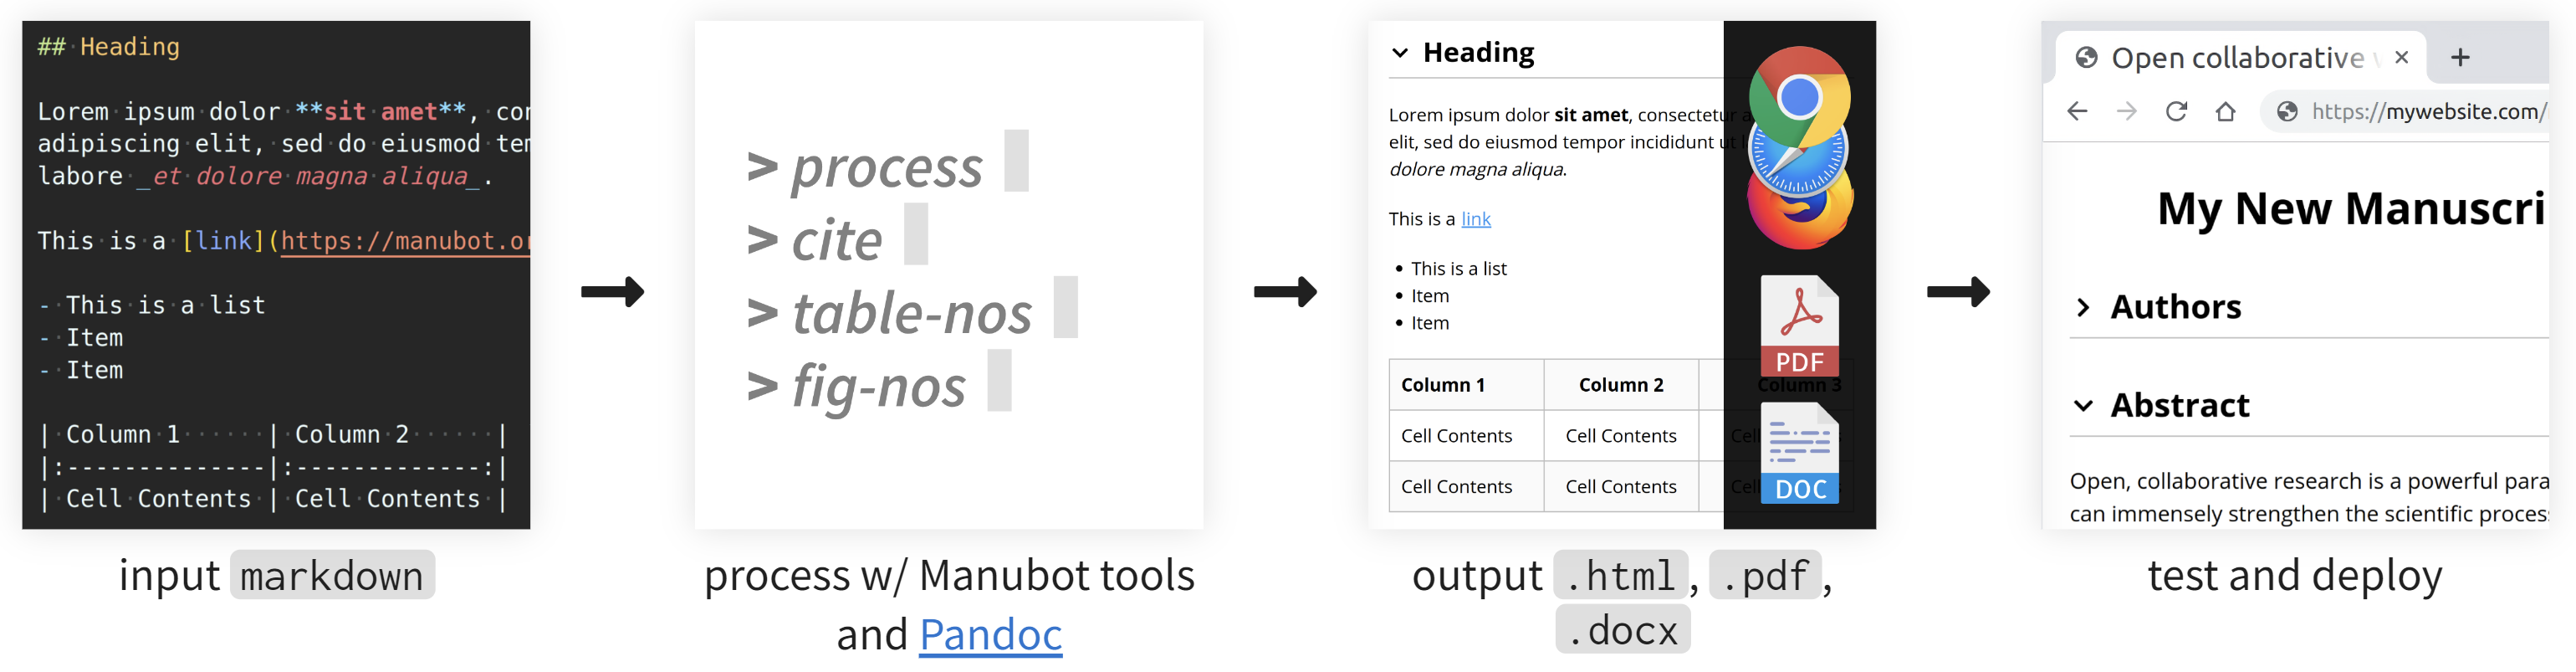 ## Heading
Lorem ipsum dolor **sit amet**, con
adipiscing elit, sed do eiusmod tem
labore _et dolore magna aliqua_.
This is a [link](https://manubot.or
- This is a list
- Item
- Item
| Column 1 | Column 2 |
|:--------------|:-------------:|
| Cell Contents | Cell Contents |
input markdown
> process
> cite
> table-nos
> fig-nos
process w/ Manubot tools
and Pandoc
Heading
Lorem ipsum dolor sit amet, consectetur a
elit, sed do eiusmod tempor incididunt ut l
dolore magna aliqua.
This is a link
• This is a list
• Item
• Item
Column 1 Column 2 Column 3
Cell Contents Cell Contents Cell
Cell Contents Cell Contents Cell
PDF
DOC
output .html, .pdf,
.docx
Open collaborative
https://mywebsite.com/
My New Manuscri
Authors
Abstract
Open, collaborative research is a powerful para
can immensely strengthen the scientific process
test and deploy